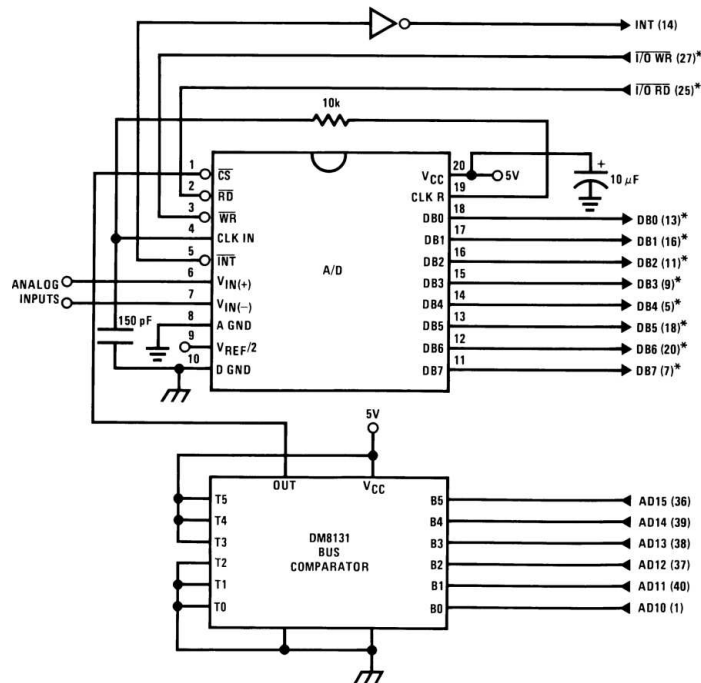 INT (14)
I/O WR (27)*
I/O RD (25)*
10k
1 CS
2 RD
3 WR
4 CLK IN
5 INT
6 VIN(+)
7 VIN(−)
8 A GND
9 VREF/2
10 D GND
A/D
20 VCC
19 CLK R
18 DB0
17 DB1
16 DB2
15 DB3
14 DB4
13 DB5
12 DB6
11 DB7
5V
+
10 μF
DB0 (13)*
DB1 (16)*
DB2 (11)*
DB3 (9)*
DB4 (5)*
DB5 (18)*
DB6 (20)*
DB7 (7)*
ANALOG
INPUTS
150 pF
5V
OUT VCC
T5
T4
T3
T2
T1
T0
DM8131
BUS
COMPARATOR
B5
B4
B3
B2
B1
B0
AD15 (36)
AD14 (39)
AD13 (38)
AD12 (37)
AD11 (40)
AD10 (1)